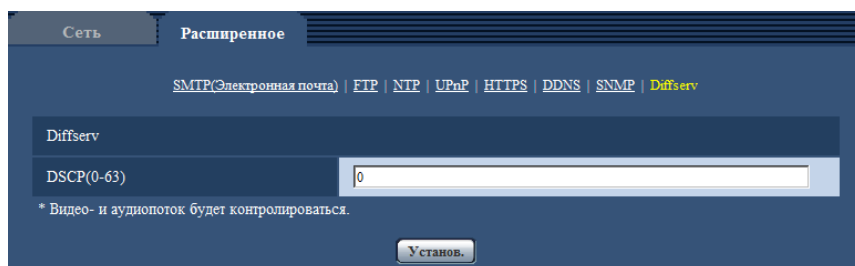 Сеть Расширенное
SMTP(Электронная почта) | FTP | NTP | UPnP | HTTPS | DDNS | SNMP | Diffserv
Diffserv
DSCP(0-63) 0
* Видео- и аудиопоток будет контролироваться.
Установ.